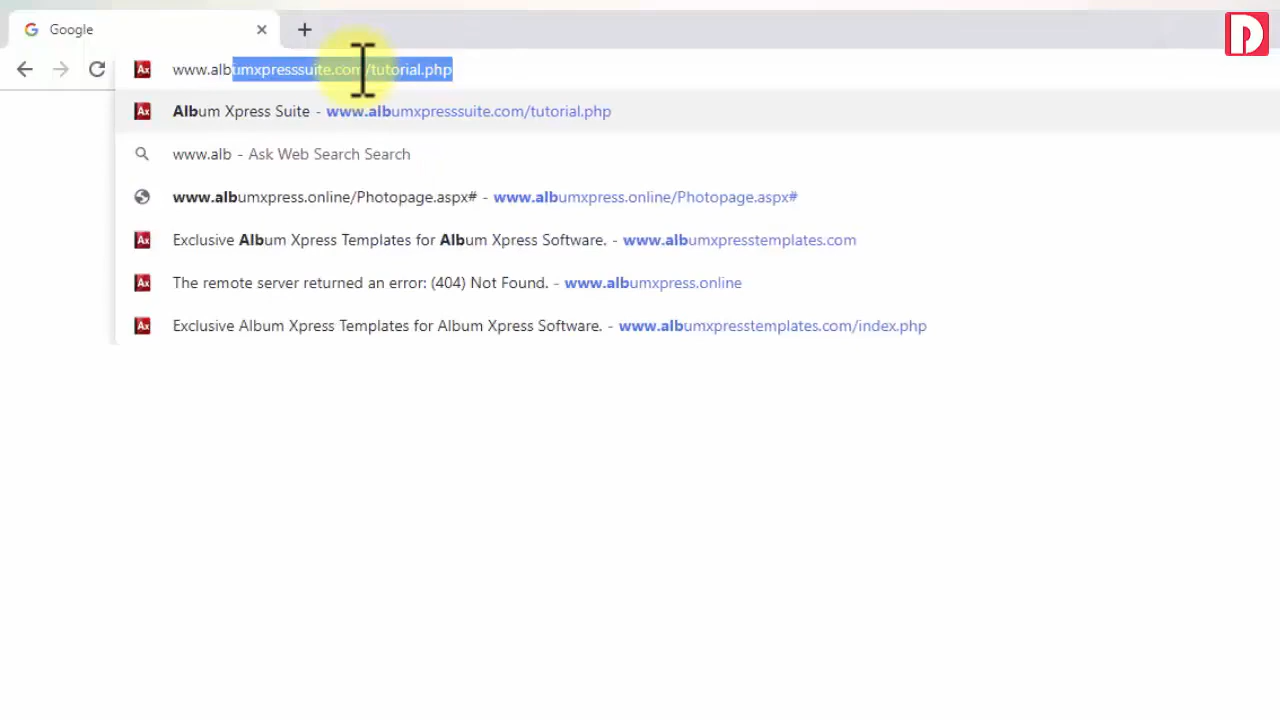 Google
www.albumxpresssuite.com/tutorial.php
Album Xpress Suite - www.albumxpresssuite.com/tutorial.php
www.alb - Ask Web Search Search
www.albumxpress.online/Photopage.aspx# - www.albumxpress.online/Photopage.aspx#
Exclusive Album Xpress Templates for Album Xpress Software. - www.albumxpresstemplates.com
The remote server returned an error: (404) Not Found. - www.albumxpress.online
Exclusive Album Xpress Templates for Album Xpress Software. - www.albumxpresstemplates.com/index.php